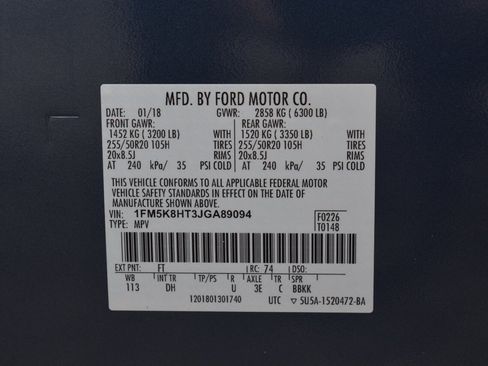 MFD. BY FORD MOTOR CO.
DATE: 01/18 GVWR: 2858 KG ( 6300 LB)
FRONT GAWR: REAR GAWR:
1452 KG ( 3200 LB) WITH 1520 KG ( 3350 LB) WITH
255/50R20 105H TIRES 255/50R20 105H TIRES
20x8.5J RIMS 20x8.5J RIMS
AT 240 kPa/ 35 PSI COLD AT 240 kPa/ 35 PSI COLD
THIS VEHICLE CONFORMS TO ALL APPLICABLE FEDERAL MOTOR
VEHICLE SAFETY STANDARDS IN EFFECT ON THE DATE OF
MANUFACTURE SHOWN ABOVE.
VIN: 1FM5K8HT3JGA89094 F0226
TYPE: MPV T0148
EXT PNT: FT RC: 74
WB INT TR TP/PS R AXLE TR SPR
113 DH U 3E C BBKK
1201801301740 UTC ▽ 5U5A-1520472-BA